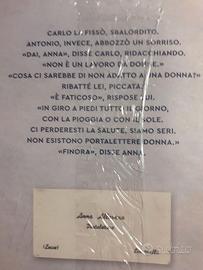 CARLO LA FISSÒ, SBALORDITO.
ANTONIO, INVECE, ABBOZZÒ UN SORRISO.
«DAI, ANNA», DISSE CARLO, RIDACCHIANDO.
«NON È UN LAVORO DA DONNE.»
«COSA CI SAREBBE DI NON ADATTO A UNA DONNA?»
RIBATTÉ LEI, PICCATA.
«È FATICOSO», RISPOSE LUI.
«IN GIRO A PIEDI TUTTO IL GIORNO,
CON LA PIOGGIA O CON IL SOLE.
CI PERDERESTI LA SALUTE, SIAMO SERI.
NON ESISTONO PORTALETTERE DONNA.»
«FINORA», DISSE ANNA.
Anna
(Lecce)